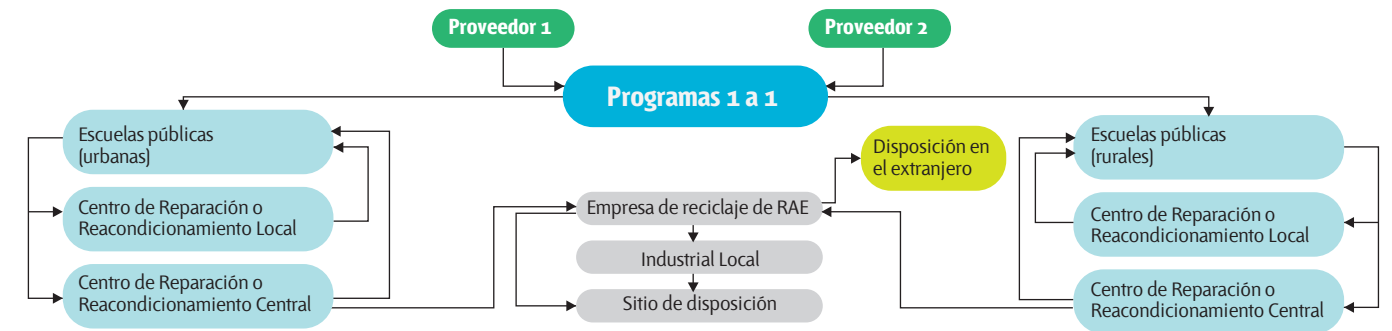 Proveedor 1
Proveedor 2
Programas 1 a 1
Escuelas públicas
(urbanas)
Centro de Reparación o
Reacondicionamiento Local
Centro de Reparación o
Reacondicionamiento Central
Disposición en
el extranjero
Empresa de reciclaje de RAE
Industrial Local
Sitio de disposición
Escuelas públicas
(rurales)
Centro de Reparación o
Reacondicionamiento Local
Centro de Reparación o
Reacondicionamiento Central